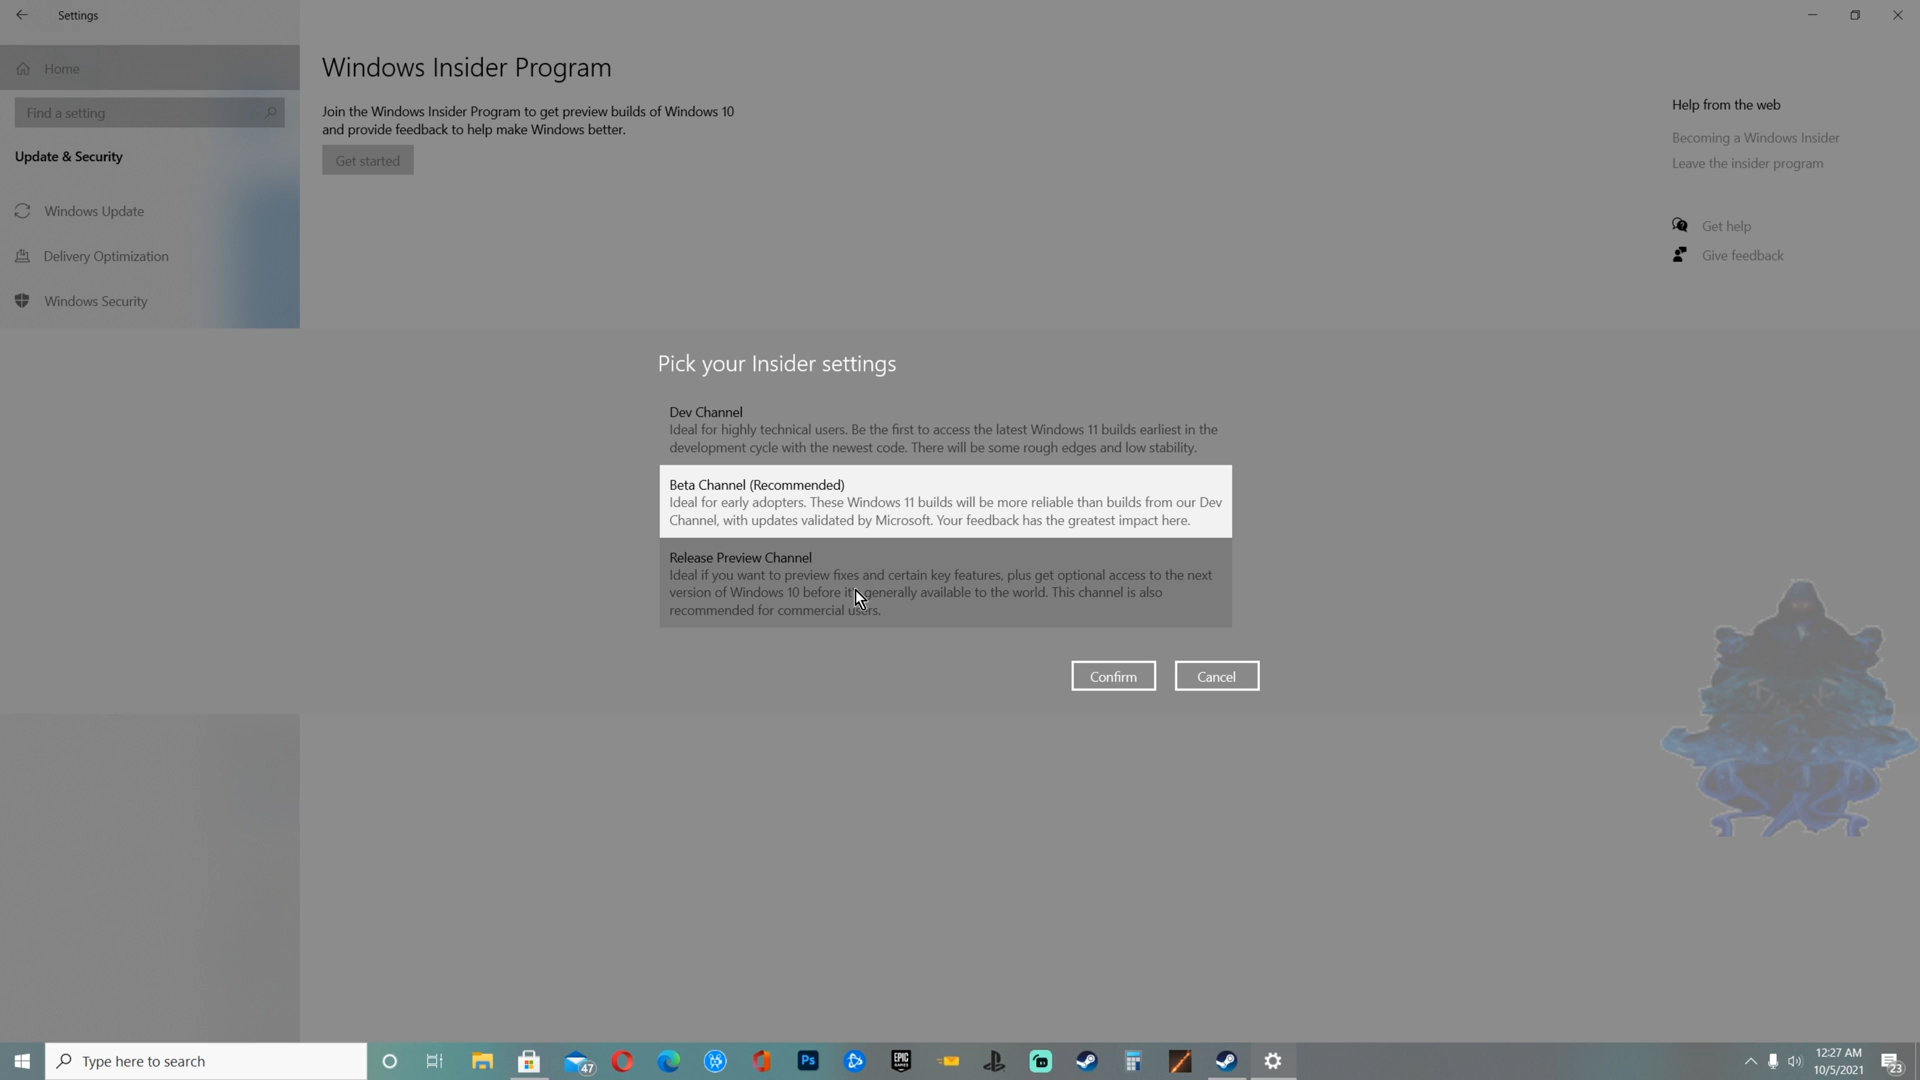 Settings
Home
Find a setting
Update & Security
Windows Update
Delivery Optimization
Windows Security
Windows Insider Program
Join the Windows Insider Program to get preview builds of Windows 10
and provide feedback to help make Windows better.
Get started
Help from the web
Becoming a Windows Insider
Leave the insider program
Get help
Give feedback
Pick your Insider settings
Dev Channel
Ideal for highly technical users. Be the first to access the latest Windows 11 builds earliest in the
development cycle with the newest code. There will be some rough edges and low stability.
Beta Channel (Recommended)
Ideal for early adopters. These Windows 11 builds will be more reliable than builds from our Dev
Channel, with updates validated by Microsoft. Your feedback has the greatest impact here.
Release Preview Channel
Ideal if you want to preview fixes and certain key features, plus get optional access to the next
version of Windows 10 before it's generally available to the world. This channel is also
recommended for commercial users.
Confirm
Cancel
Type here to search
47
Ps
EPIC
GAMES
12:27 AM
10/5/2021
23